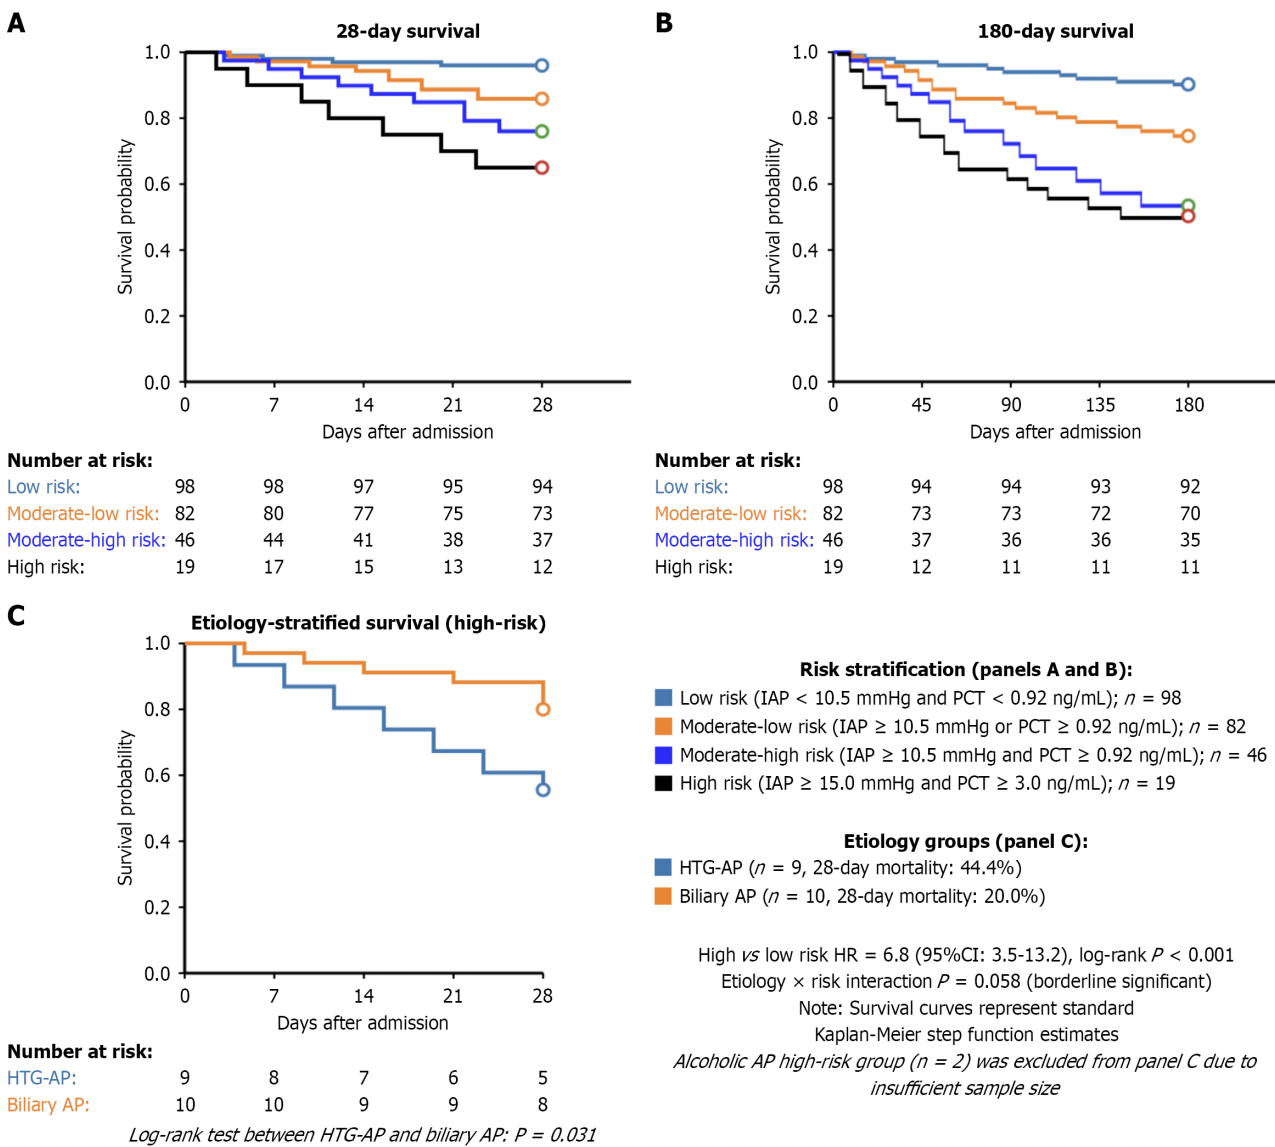 A
28-day survival
Survival probability
1.0
0.8
0.6
0.4
0.2
0.0
0 7 14 21 28
Days after admission
Number at risk:
Low risk: 98 98 97 95 94
Moderate-low risk: 82 80 77 75 73
Moderate-high risk: 46 44 41 38 37
High risk: 19 17 15 13 12
B
180-day survival
Survival probability
1.0
0.8
0.6
0.4
0.2
0.0
0 45 90 135 180
Days after admission
Number at risk:
Low risk: 98 94 94 93 92
Moderate-low risk: 82 73 73 72 70
Moderate-high risk: 46 37 36 36 35
High risk: 19 12 11 11 11
C
Etiology-stratified survival (high-risk)
Survival probability
1.0
0.8
0.6
0.4
0.2
0.0
0 7 14 21 28
Days after admission
Number at risk:
HTG-AP: 9 8 7 6 5
Biliary AP: 10 10 9 9 8
Log-rank test between HTG-AP and biliary AP: P = 0.031
Risk stratification (panels A and B):
Low risk (IAP < 10.5 mmHg and PCT < 0.92 ng/mL); n = 98
Moderate-low risk (IAP ≥ 10.5 mmHg or PCT ≥ 0.92 ng/mL); n = 82
Moderate-high risk (IAP ≥ 10.5 mmHg and PCT ≥ 0.92 ng/mL); n = 46
High risk (IAP ≥ 15.0 mmHg and PCT ≥ 3.0 ng/mL); n = 19
Etiology groups (panel C):
HTG-AP (n = 9, 28-day mortality: 44.4%)
Biliary AP (n = 10, 28-day mortality: 20.0%)
High vs low risk HR = 6.8 (95%CI: 3.5-13.2), log-rank P < 0.001
Etiology × risk interaction P = 0.058 (borderline significant)
Note: Survival curves represent standard
Kaplan-Meier step function estimates
Alcoholic AP high-risk group (n = 2) was excluded from panel C due to
insufficient sample size